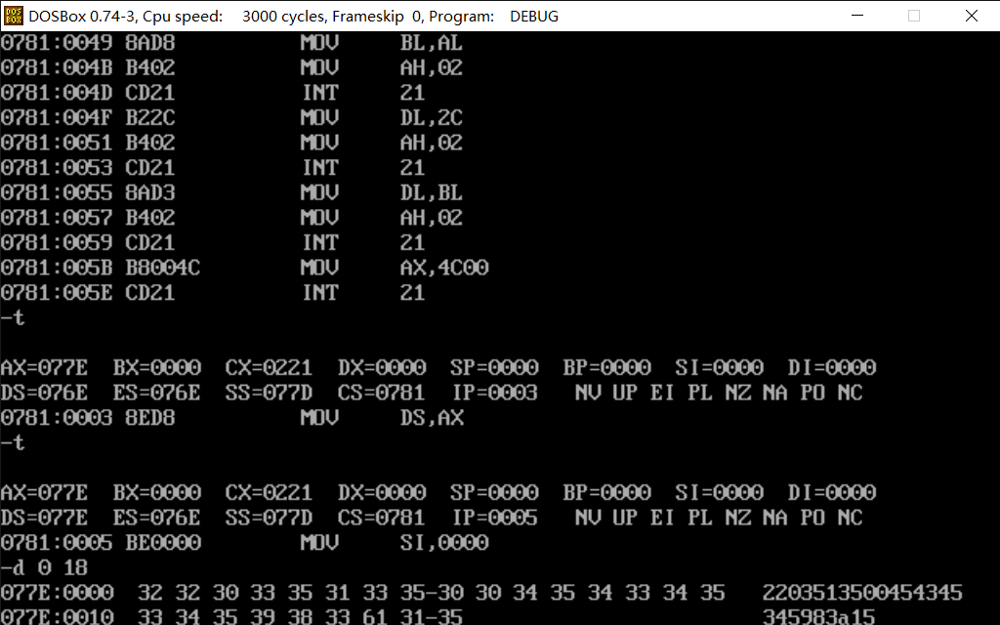 DOSBox 0.74-3, Cpu speed: 3000 cycles, Frameskip 0, Program: DEBUG
0781:0049 8AD8 MOV BL,AL
0781:004B B402 MOV AH,02
0781:004D CD21 INT 21
0781:004F B22C MOV DL,2C
0781:0051 B402 MOV AH,02
0781:0053 CD21 INT 21
0781:0055 8AD3 MOV DL,BL
0781:0057 B402 MOV AH,02
0781:0059 CD21 INT 21
0781:005B B8004C MOV AX,4C00
0781:005E CD21 INT 21
-t
AX=077E BX=0000 CX=0221 DX=0000 SP=0000 BP=0000 SI=0000 DI=0000
DS=076E ES=076E SS=077D CS=0781 IP=0003 NV UP EI PL NZ NA PO NC
0781:0003 8ED8 MOV DS,AX
-t
AX=077E BX=0000 CX=0221 DX=0000 SP=0000 BP=0000 SI=0000 DI=0000
DS=077E ES=076E SS=077D CS=0781 IP=0005 NV UP EI PL NZ NA PO NC
0781:0005 BE0000 MOV SI,0000
-d 0 18
077E:0000 32 32 30 33 35 31 33 35-30 30 34 35 34 33 34 35 2203513500454345
077E:0010 33 34 35 39 38 33 61 31-35 345983a15